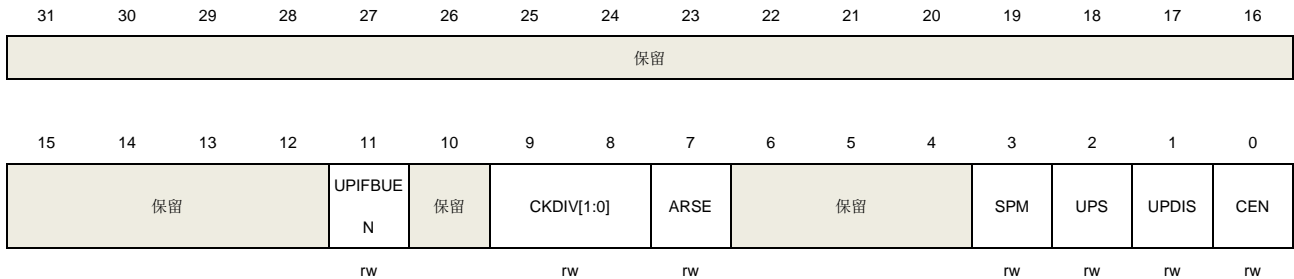 31 30 29 28 27 26 25 24 23 22 21 20 19 18 17 16
保留
15 14 13 12 11 10 9 8 7 6 5 4 3 2 1 0
保留 UPIFBUE N 保留 CKDIV[1:0] ARSE 保留 SPM UPS UPDIS CEN
rw rw rw rw rw rw rw